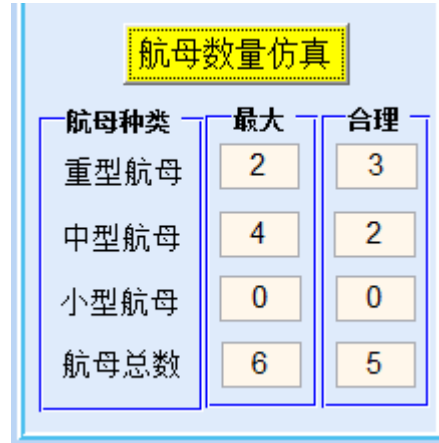 航母数量仿真
航母种类 最大 合理
重型航母 2 3
中型航母 4 2
小型航母 0 0
航母总数 6 5